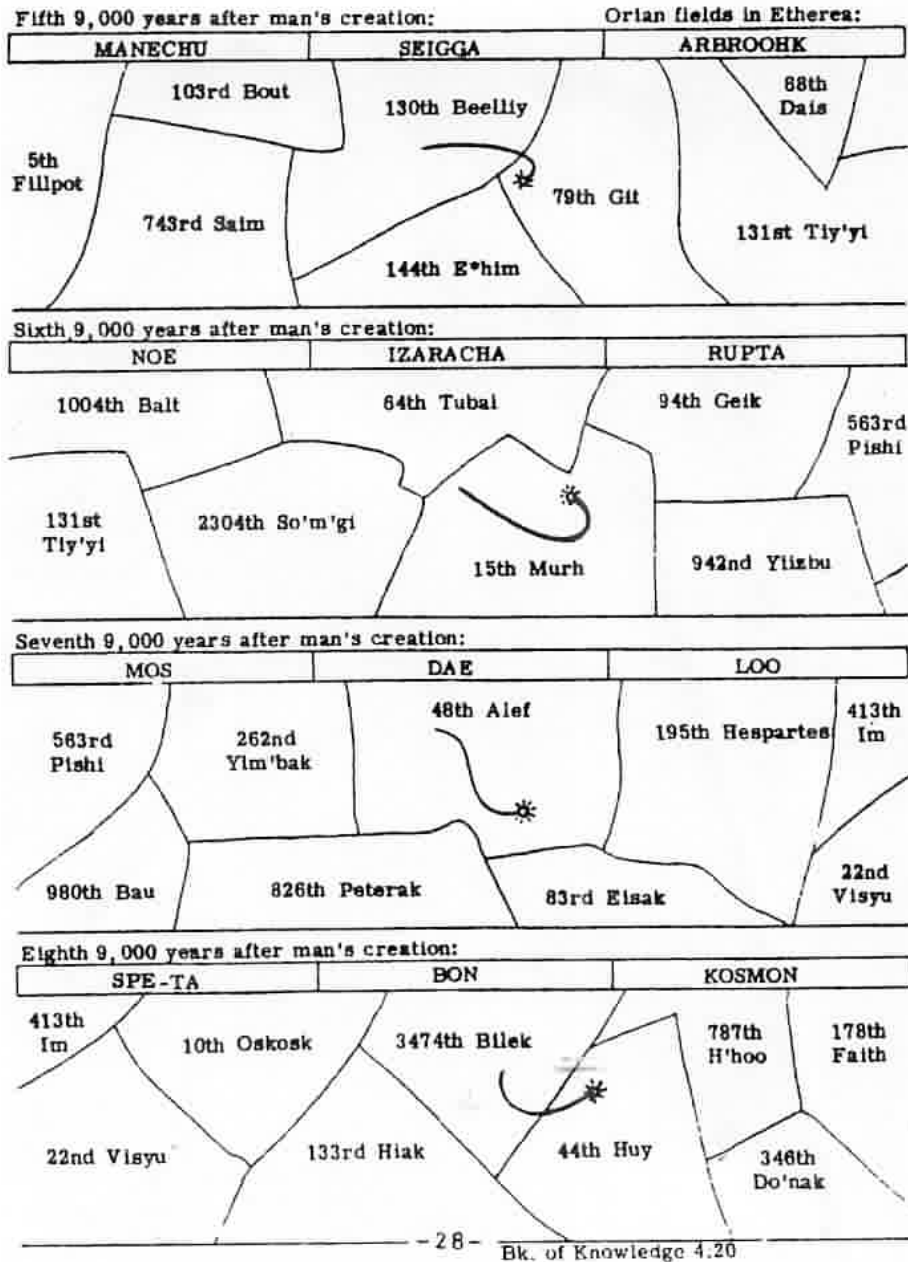 Fifth 9,000 years after man's creation: Orian fields in Etherea:
MANECHU SEIGGA ARBROOHK
103rd Bout
130th Beelliy
88th
Dais
5th
Fillpot
79th Git
743rd Saim
131st Tiy'yi
144th E*him
Sixth 9,000 years after man's creation:
NOE IZARACHA RUPTA
1004th Balt
64th Tubal
94th Geik
563rd
Pishi
131st
Tiy'yi
2304th So'm'gi
15th Murh
942nd Yiizbu
Seventh 9,000 years after man's creation:
MOS DAE LOO
563rd
Pishi
262nd
Yim'bak
48th Alef
195th Hespartes
413th
Im
980th Bau
826th Peterak
83rd Eisak
22nd
Visyu
Eighth 9,000 years after man's creation:
SPE-TA BON KOSMON
413th
Im
10th Oskosk
3474th Bilek
787th
H'hoo
178th
Faith
22nd Visyu
133rd Hiak
44th Huy
346th
Do'nak
-28-
Bk. of Knowledge 4:20